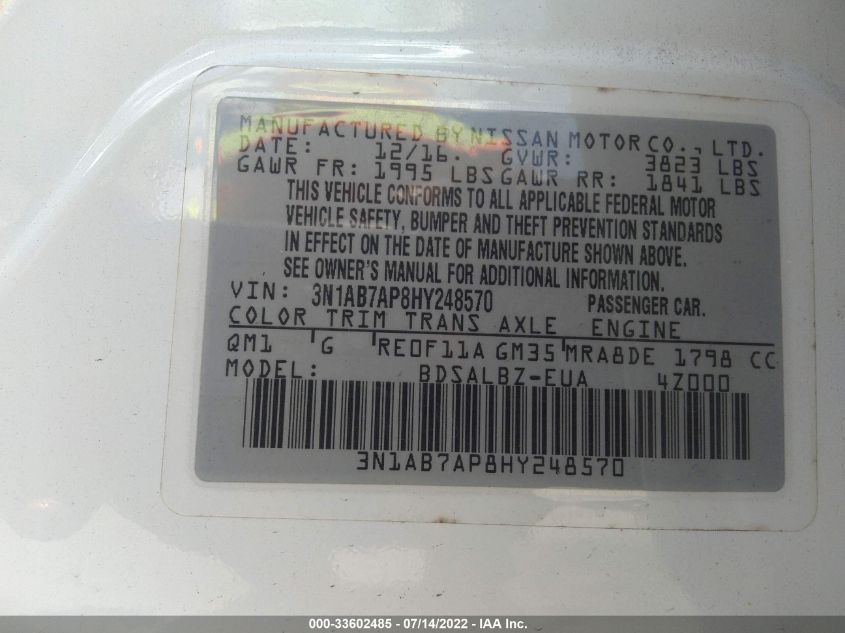 MANUFACTURED BY NISSAN MOTOR CO., LTD.
DATE: 12/16. GVWR: 3823 LBS
GAWR FR: 1995 LBS GAWR RR: 1841 LBS
THIS VEHICLE CONFORMS TO ALL APPLICABLE FEDERAL MOTOR
VEHICLE SAFETY, BUMPER AND THEFT PREVENTION STANDARDS
IN EFFECT ON THE DATE OF MANUFACTURE SHOWN ABOVE.
SEE OWNER'S MANUAL FOR ADDITIONAL INFORMATION.
VIN: 3N1AB7AP8HY248570 PASSENGER CAR.
COLOR TRIM TRANS AXLE ENGINE
QM1 G RE0F11A GM35 MRA8DE 1798 CC
MODEL: BDSALBZ-EUA 4Z000
3N1AB7AP8HY248570
000-33602485 - 07/14/2022 - IAA Inc.